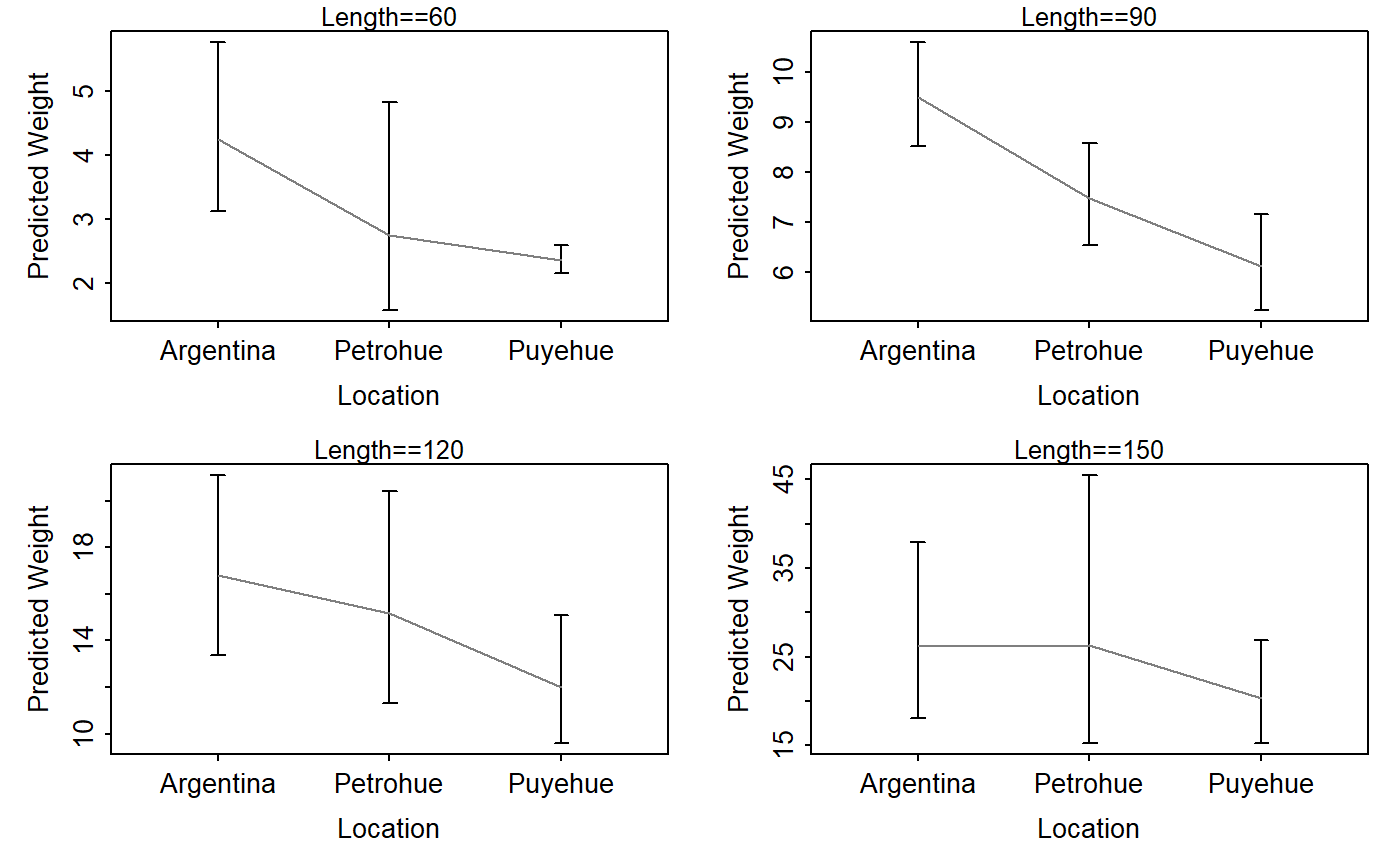 Length==60
Predicted Weight
5
4
3
2
Argentina Petrohue Puyehue
Location
Length==90
Predicted Weight
10
9
8
7
6
Argentina Petrohue Puyehue
Location
Length==120
Predicted Weight
18
14
10
Argentina Petrohue Puyehue
Location
Length==150
Predicted Weight
45
35
25
15
Argentina Petrohue Puyehue
Location